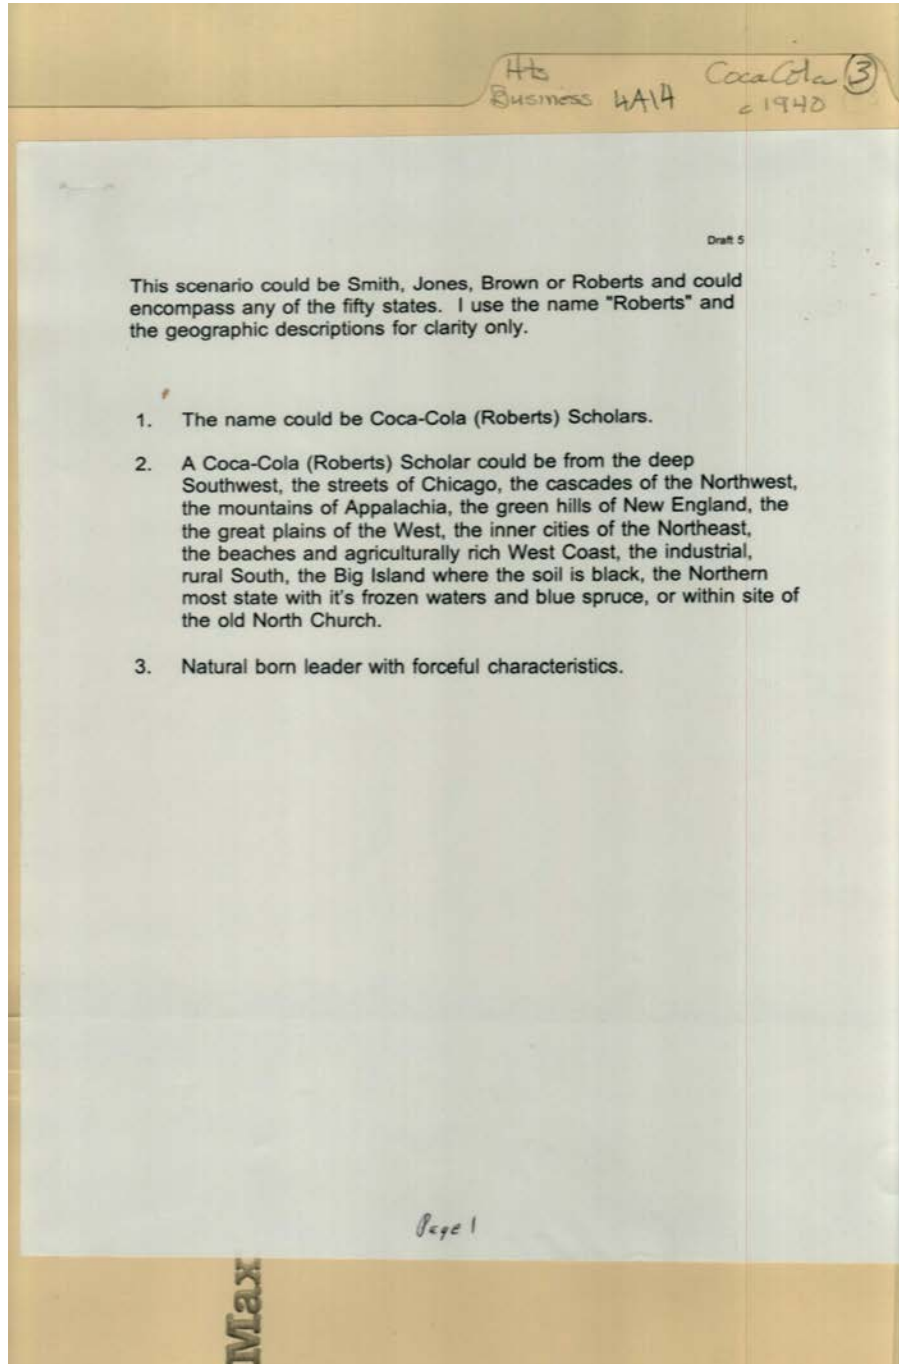 Hts CocaCola 3
Business 4A14 c 1940
Draft 5
This scenario could be Smith, Jones, Brown or Roberts and could
encompass any of the fifty states. I use the name "Roberts" and
the geographic descriptions for clarity only.
1. The name could be Coca-Cola (Roberts) Scholars.
2. A Coca-Cola (Roberts) Scholar could be from the deep
Southwest, the streets of Chicago, the cascades of the Northwest,
the mountains of Appalachia, the green hills of New England, the
the great plains of the West, the inner cities of the Northeast,
the beaches and agriculturally rich West Coast, the industrial,
rural South, the Big Island where the soil is black, the Northern
most state with it's frozen waters and blue spruce, or within site of
the old North Church.
3. Natural born leader with forceful characteristics.
Page 1
Max